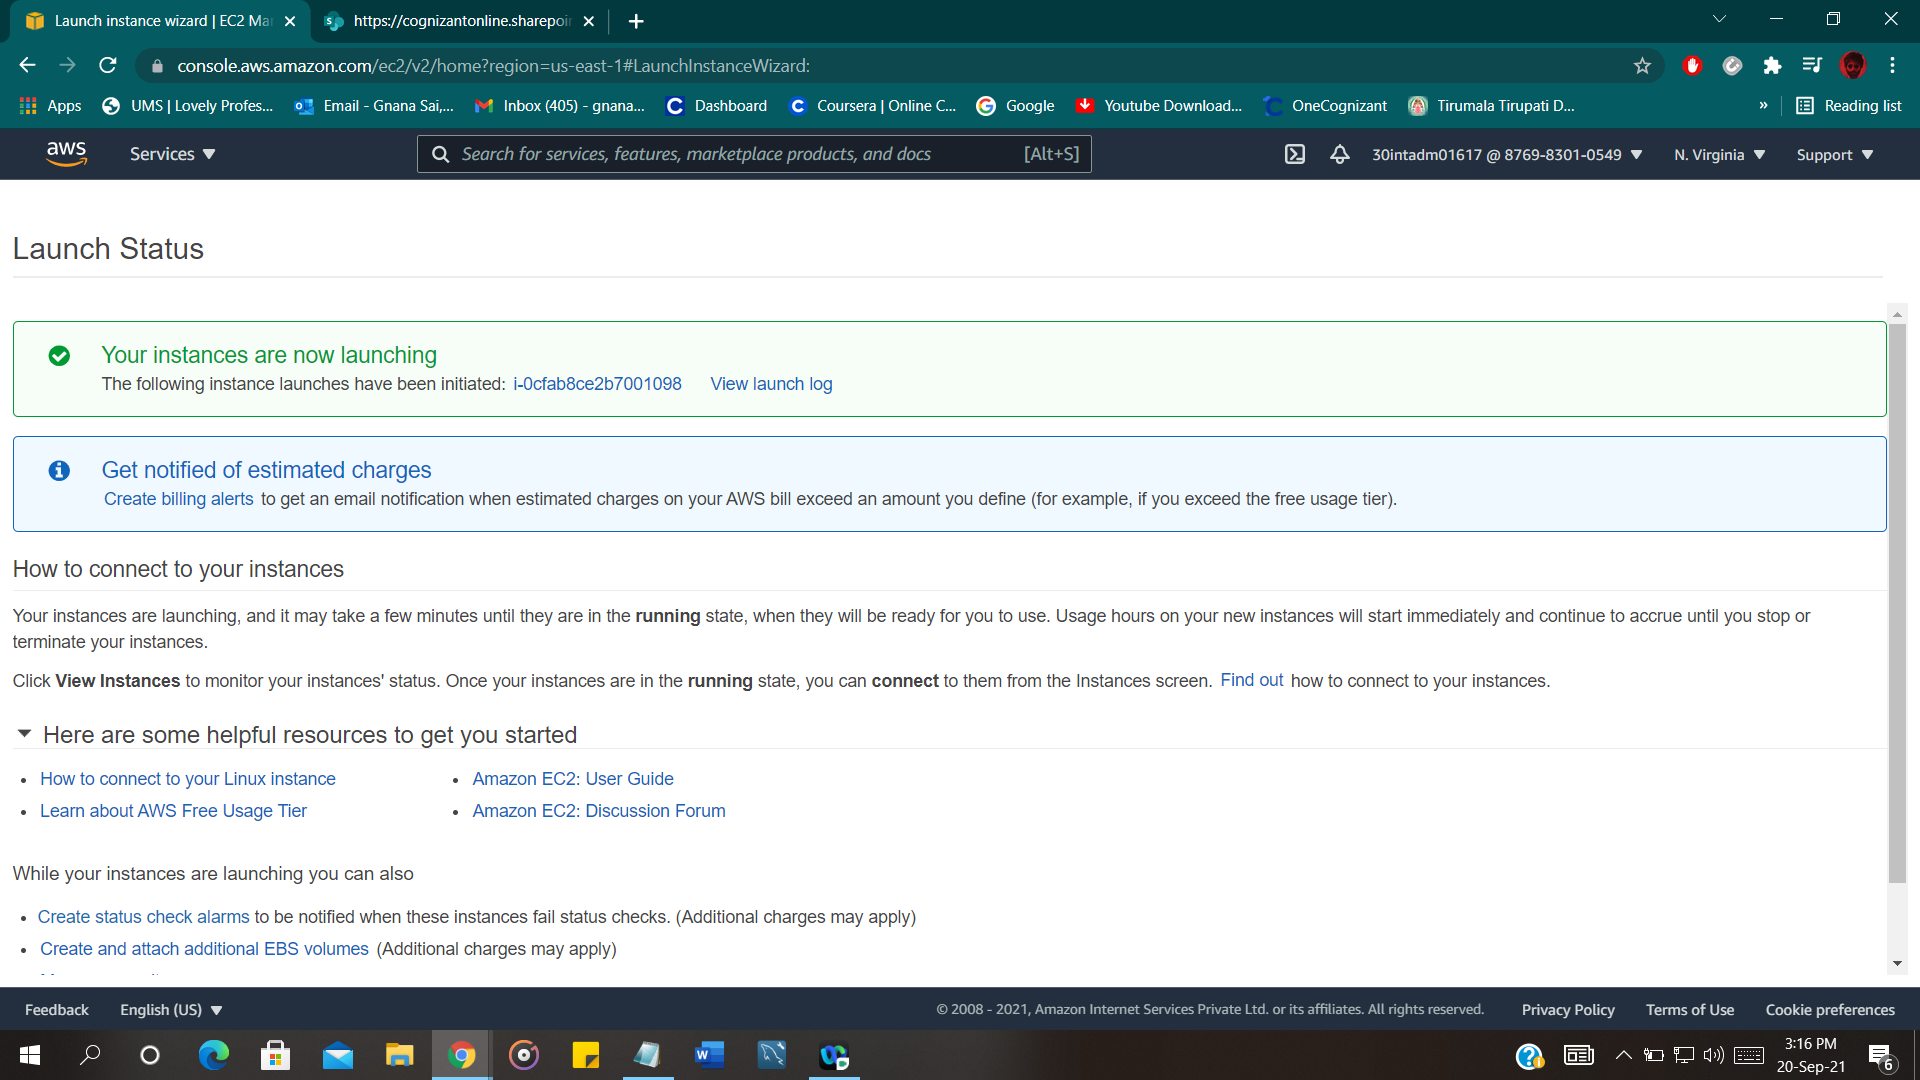 Launch instance wizard | EC2 Ma
https://cognizantonline.sharepoi
console.aws.amazon.com/ec2/v2/home?region=us-east-1#LaunchInstanceWizard:
Apps UMS | Lovely Profes... Email - Gnana Sai,... Inbox (405) - gnana... Dashboard Coursera | Online C... Google Youtube Download... OneCognizant Tirumala Tirupati D... » Reading list
aws Services Search for services, features, marketplace products, and docs [Alt+S] 30intadm01617 @ 8769-8301-0549 N. Virginia Support
Launch Status
Your instances are now launching
The following instance launches have been initiated: i-0cfab8ce2b7001098 View launch log
Get notified of estimated charges
Create billing alerts to get an email notification when estimated charges on your AWS bill exceed an amount you define (for example, if you exceed the free usage tier).
How to connect to your instances
Your instances are launching, and it may take a few minutes until they are in the running state, when they will be ready for you to use. Usage hours on your new instances will start immediately and continue to accrue until you stop or
terminate your instances.
Click View Instances to monitor your instances' status. Once your instances are in the running state, you can connect to them from the Instances screen. Find out how to connect to your instances.
Here are some helpful resources to get you started
• How to connect to your Linux instance • Amazon EC2: User Guide
• Learn about AWS Free Usage Tier • Amazon EC2: Discussion Forum
While your instances are launching you can also
• Create status check alarms to be notified when these instances fail status checks. (Additional charges may apply)
• Create and attach additional EBS volumes (Additional charges may apply)
Feedback English (US) © 2008 - 2021, Amazon Internet Services Private Ltd. or its affiliates. All rights reserved. Privacy Policy Terms of Use Cookie preferences
3:16 PM
20-Sep-21
6